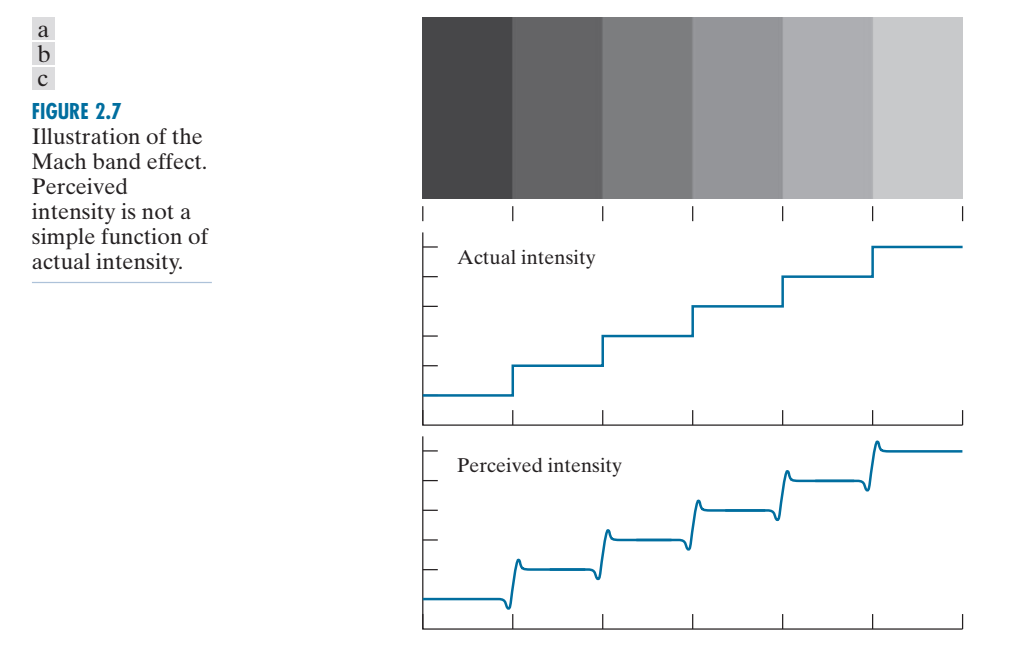 a
b
c
FIGURE 2.7
Illustration of the
Mach band effect.
Perceived
intensity is not a
simple function of
actual intensity.
Actual intensity
Perceived intensity